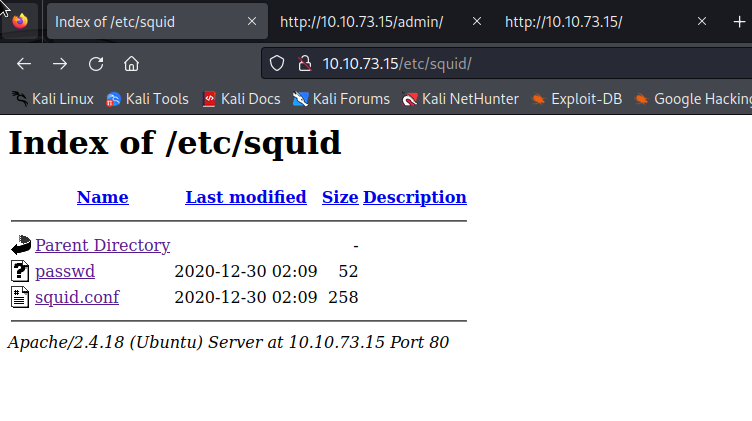 Index of /etc/squid
http://10.10.73.15/admin/
http://10.10.73.15/
10.10.73.15/etc/squid/
Kali Linux Kali Tools Kali Docs Kali Forums Kali NetHunter Exploit-DB Google Hacking
Index of /etc/squid
Name Last modified Size Description
Parent Directory -
passwd 2020-12-30 02:09 52
squid.conf 2020-12-30 02:09 258
Apache/2.4.18 (Ubuntu) Server at 10.10.73.15 Port 80